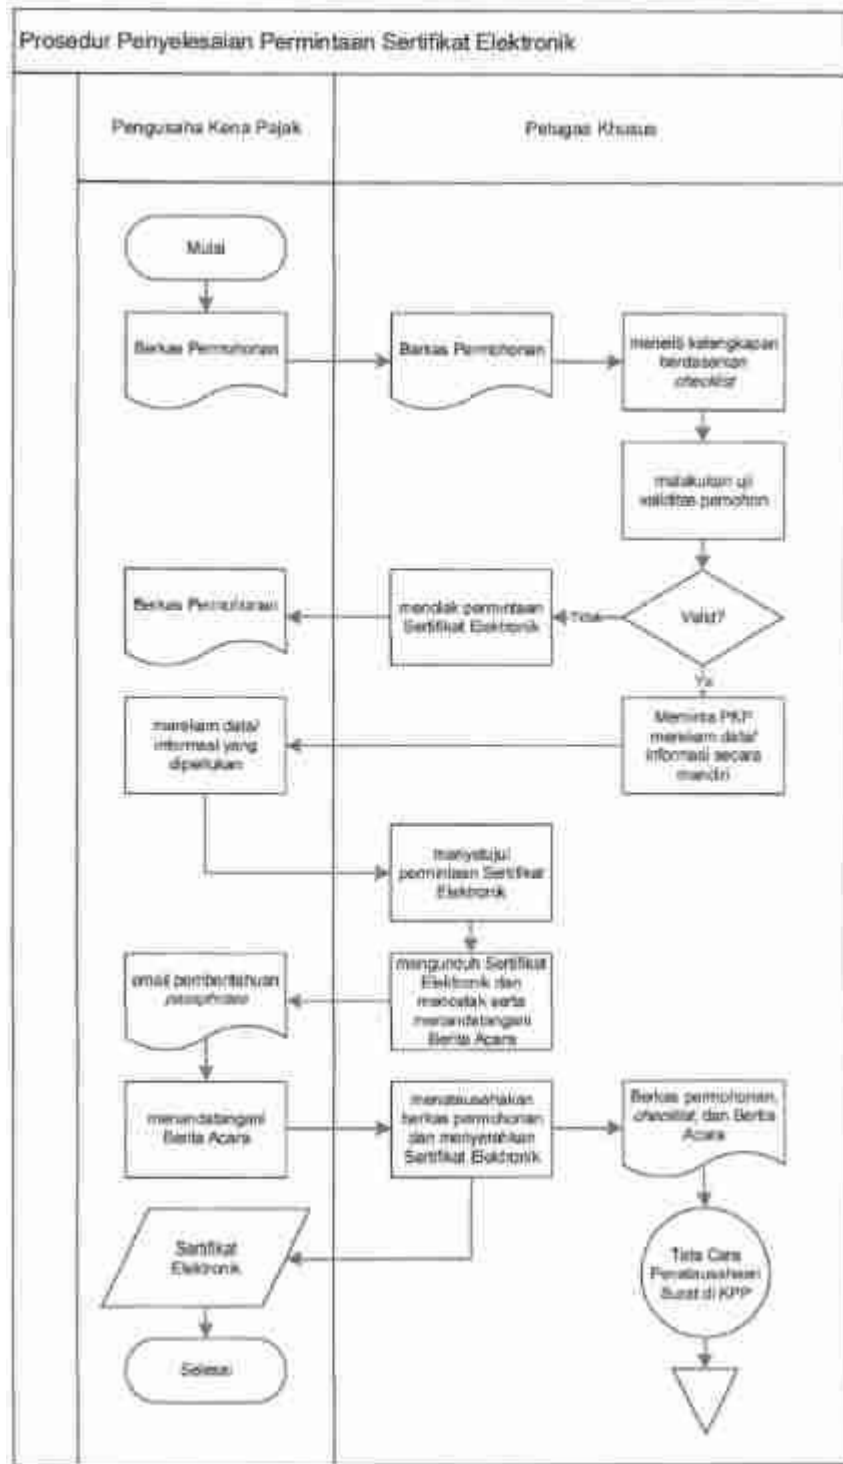 Prosedur Penyelesaian Permintaan Sertifikat Elektronik
Pengusaha Kena Pajak
Petugas Khusus
Mulai
Berkas Permohonan
Berkas Permohonan
meneliti kelengkapan
berdasarkan
checklist
melakukan uji
validitas pemohon
Valid?
Tidak
menolak permintaan
Sertifikat Elektronik
Berkas Permohonan
Ya
Meminta PKP
merekam data/
informasi secara
mandiri
merekam data/
informasi yang
diperlukan
menyetujui
permintaan Sertifikat
Elektronik
mengunduh Sertifikat
Elektronik dan
mencetak serta
menandatangani
Berita Acara
email pemberitahuan
passphrase
menandatangani
Berita Acara
menatausahakan
berkas permohonan
dan menyerahkan
Sertifikat Elektronik
Berkas permohonan,
checklist, dan Berita
Acara
Sertifikat
Elektronik
Tata Cara
Penatausahaan
Surat di KPP
Selesai